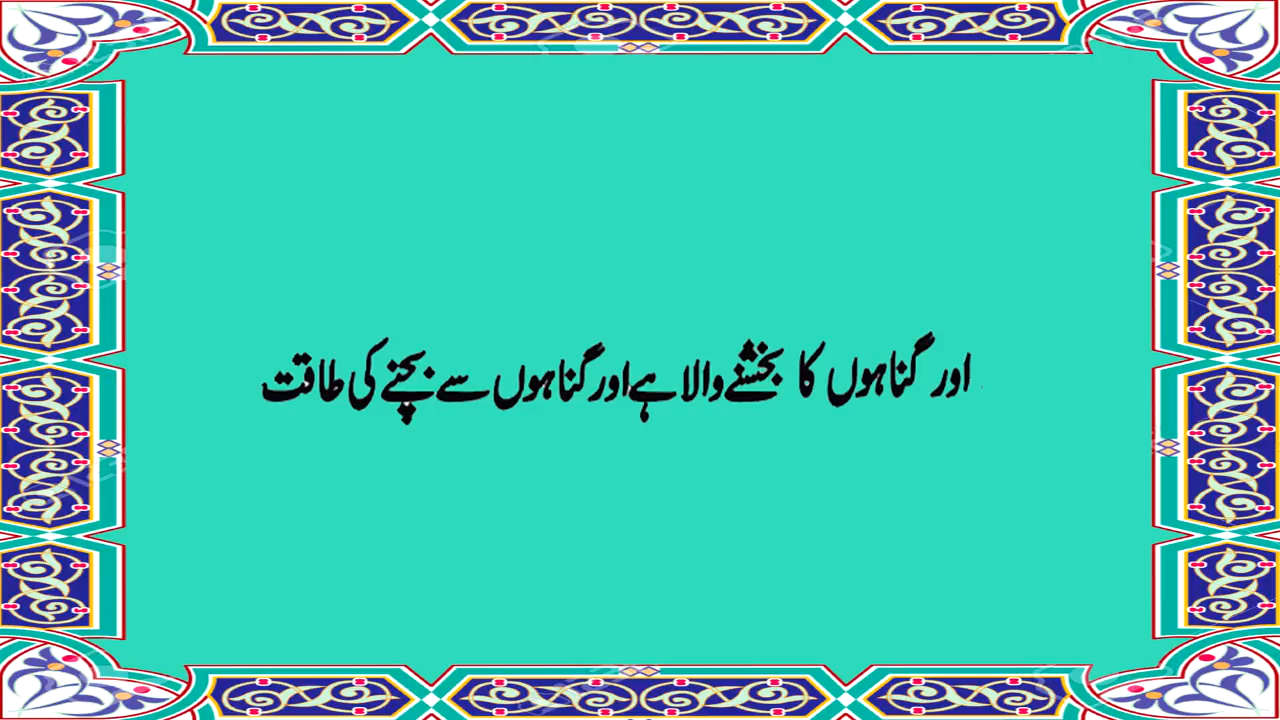 اور گناہوں کا بخشنے والا ہے اور گناہوں سے بچنے کی طاقت